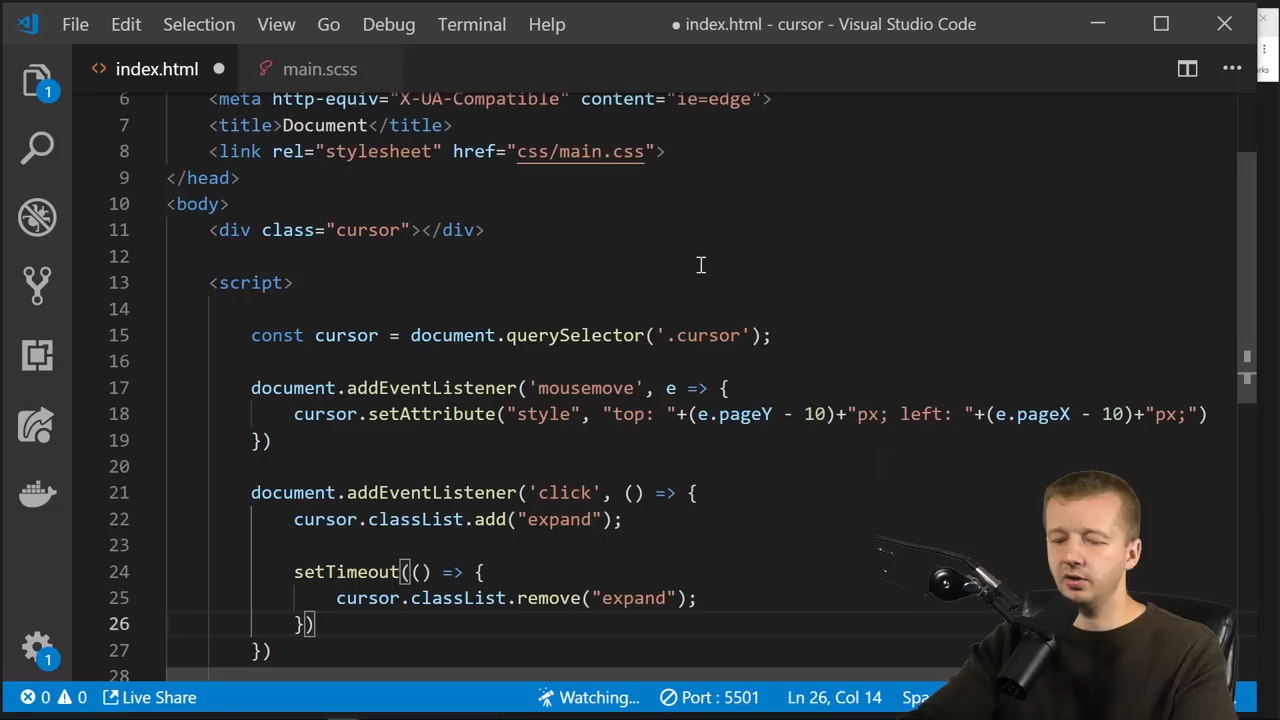 File Edit Selection View Go Debug Terminal Help ● index.html - cursor - Visual Studio Code
index.html ● main.scss
6 <meta http-equiv="X-UA-Compatible" content="ie=edge">
7 <title>Document</title>
8 <link rel="stylesheet" href="css/main.css">
9 </head>
10 <body>
11 <div class="cursor"></div>
12
13 <script>
14
15 const cursor = document.querySelector('.cursor');
16
17 document.addEventListener('mousemove', e => {
18 cursor.setAttribute("style", "top: "+(e.pageY - 10)+"px; left: "+(e.pageX - 10)+"px;")
19 })
20
21 document.addEventListener('click', () => {
22 cursor.classList.add("expand");
23
24 setTimeout(() => {
25 cursor.classList.remove("expand");
26 })
27 })
28
1
1
0 0 Live Share Watching... Port : 5501 Ln 26, Col 14 Spa